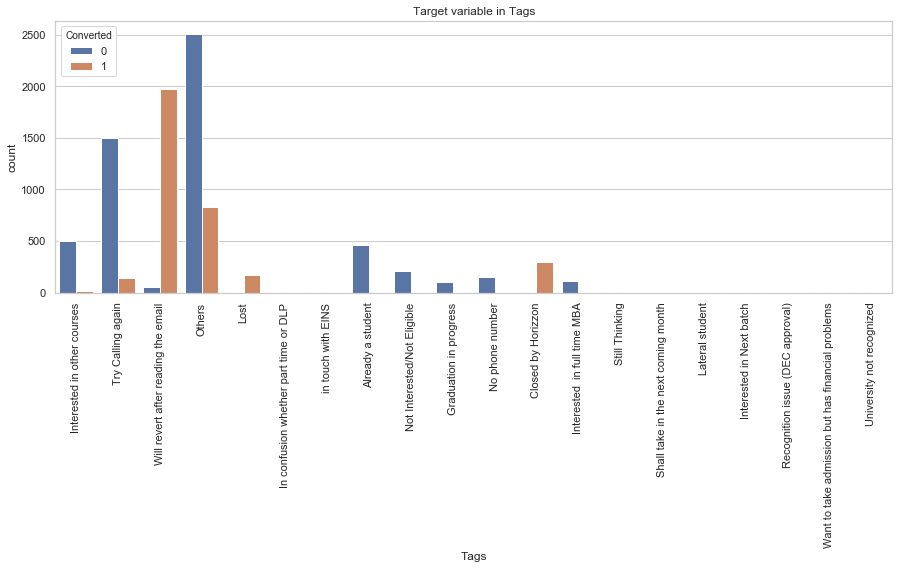 Target variable in Tags
Converted
0
1
2500
2000
1500
1000
500
0
count
Interested in other courses
Try Calling again
Will revert after reading the email
Others
Lost
In confusion whether part time or DLP
in touch with EINS
Already a student
Not Interested/Not Eligible
Graduation in progress
No phone number
Closed by Horizzon
Interested  in full time MBA
Still Thinking
Shall take in the next coming month
Lateral student
Interested in Next batch
Recognition issue (DEC approval)
Want to take admission but has financial problems
University not recognized
Tags